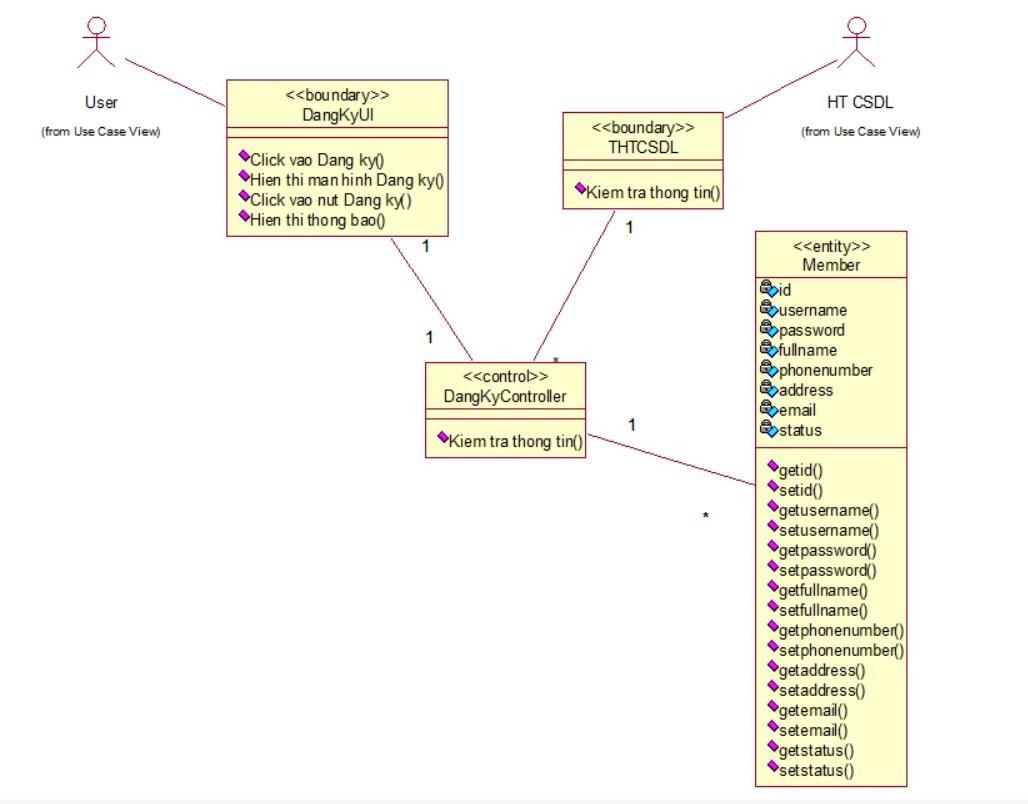 User
(from Use Case View)
<<boundary>>
DangKyUI
Click vao Dang ky()
Hien thi man hinh Dang ky()
Click vao nut Dang ky()
Hien thi thong bao()
<<boundary>>
THTCSDL
Kiem tra thong tin()
HT CSDL
(from Use Case View)
1
1
1
*
<<control>>
DangKyController
Kiem tra thong tin()
1
*
<<entity>>
Member
id
username
password
fullname
phonenumber
address
email
status
getid()
setid()
getusername()
setusername()
getpassword()
setpassword()
getfullname()
setfullname()
getphonenumber()
setphonenumber()
getaddress()
setaddress()
getemail()
setemail()
getstatus()
setstatus()